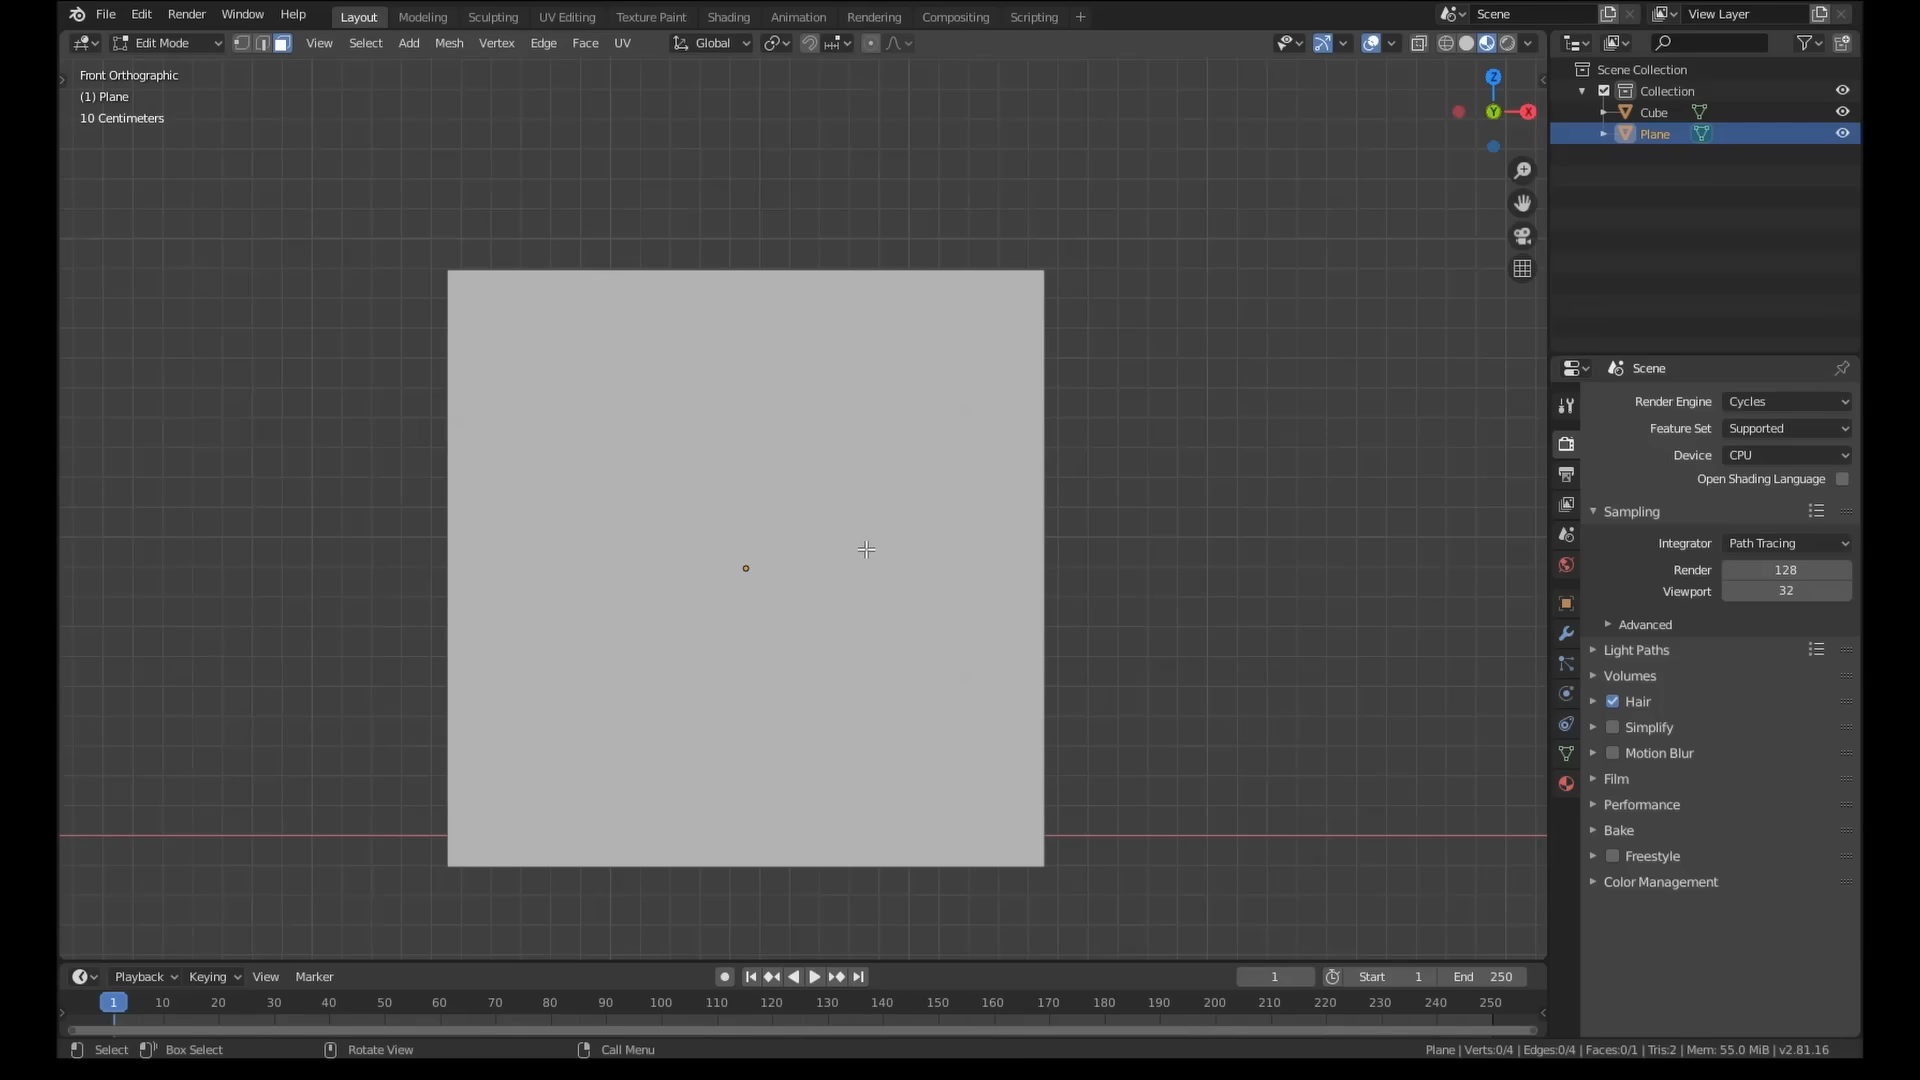 File Edit Render Window Help Layout Modeling Sculpting UV Editing Texture Paint Shading Animation Rendering Compositing Scripting + Scene View Layer
Edit Mode View Select Add Mesh Vertex Edge Face UV Global
Front Orthographic
(1) Plane
10 Centimeters
Z
Y
X
Scene Collection
Collection
Cube
Plane
Scene
Render Engine Cycles
Feature Set Supported
Device CPU
Open Shading Language
Sampling
Integrator Path Tracing
Render 128
Viewport 32
Advanced
Light Paths
Volumes
Hair
Simplify
Motion Blur
Film
Performance
Bake
Freestyle
Color Management
Playback Keying View Marker 1 Start 1 End 250
1 10 20 30 40 50 60 70 80 90 100 110 120 130 140 150 160 170 180 190 200 210 220 230 240 250
Select Box Select Rotate View Call Menu Plane | Verts:0/4 | Edges:0/4 | Faces:0/1 | Tris:2 | Mem: 55.0 MiB | v2.81.16